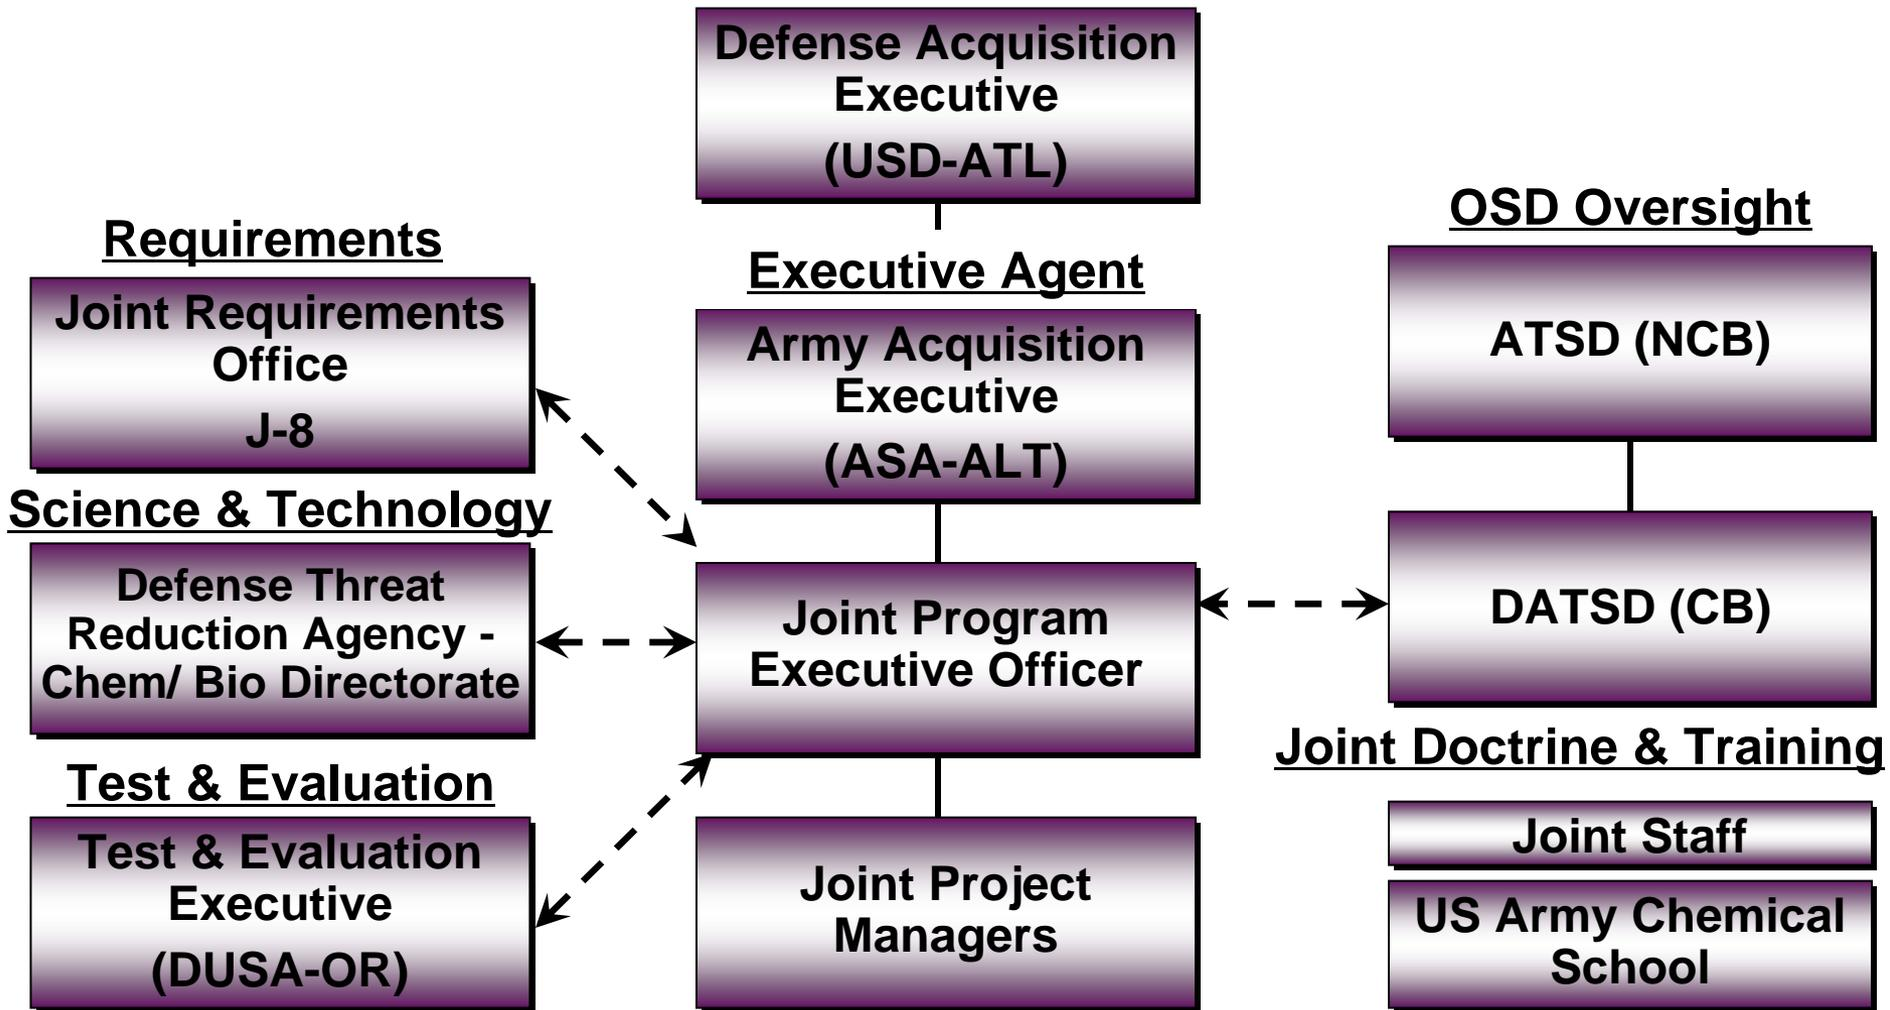 Defense Acquisition
Executive
(USD-ATL)
Requirements
Joint Requirements
Office
J-8
Science & Technology
Defense Threat
Reduction Agency -
Chem/ Bio Directorate
Test & Evaluation
Test & Evaluation
Executive
(DUSA-OR)
Executive Agent
Army Acquisition
Executive
(ASA-ALT)
Joint Program
Executive Officer
Joint Project
Managers
OSD Oversight
ATSD (NCB)
DATSD (CB)
Joint Doctrine & Training
Joint Staff
US Army Chemical
School